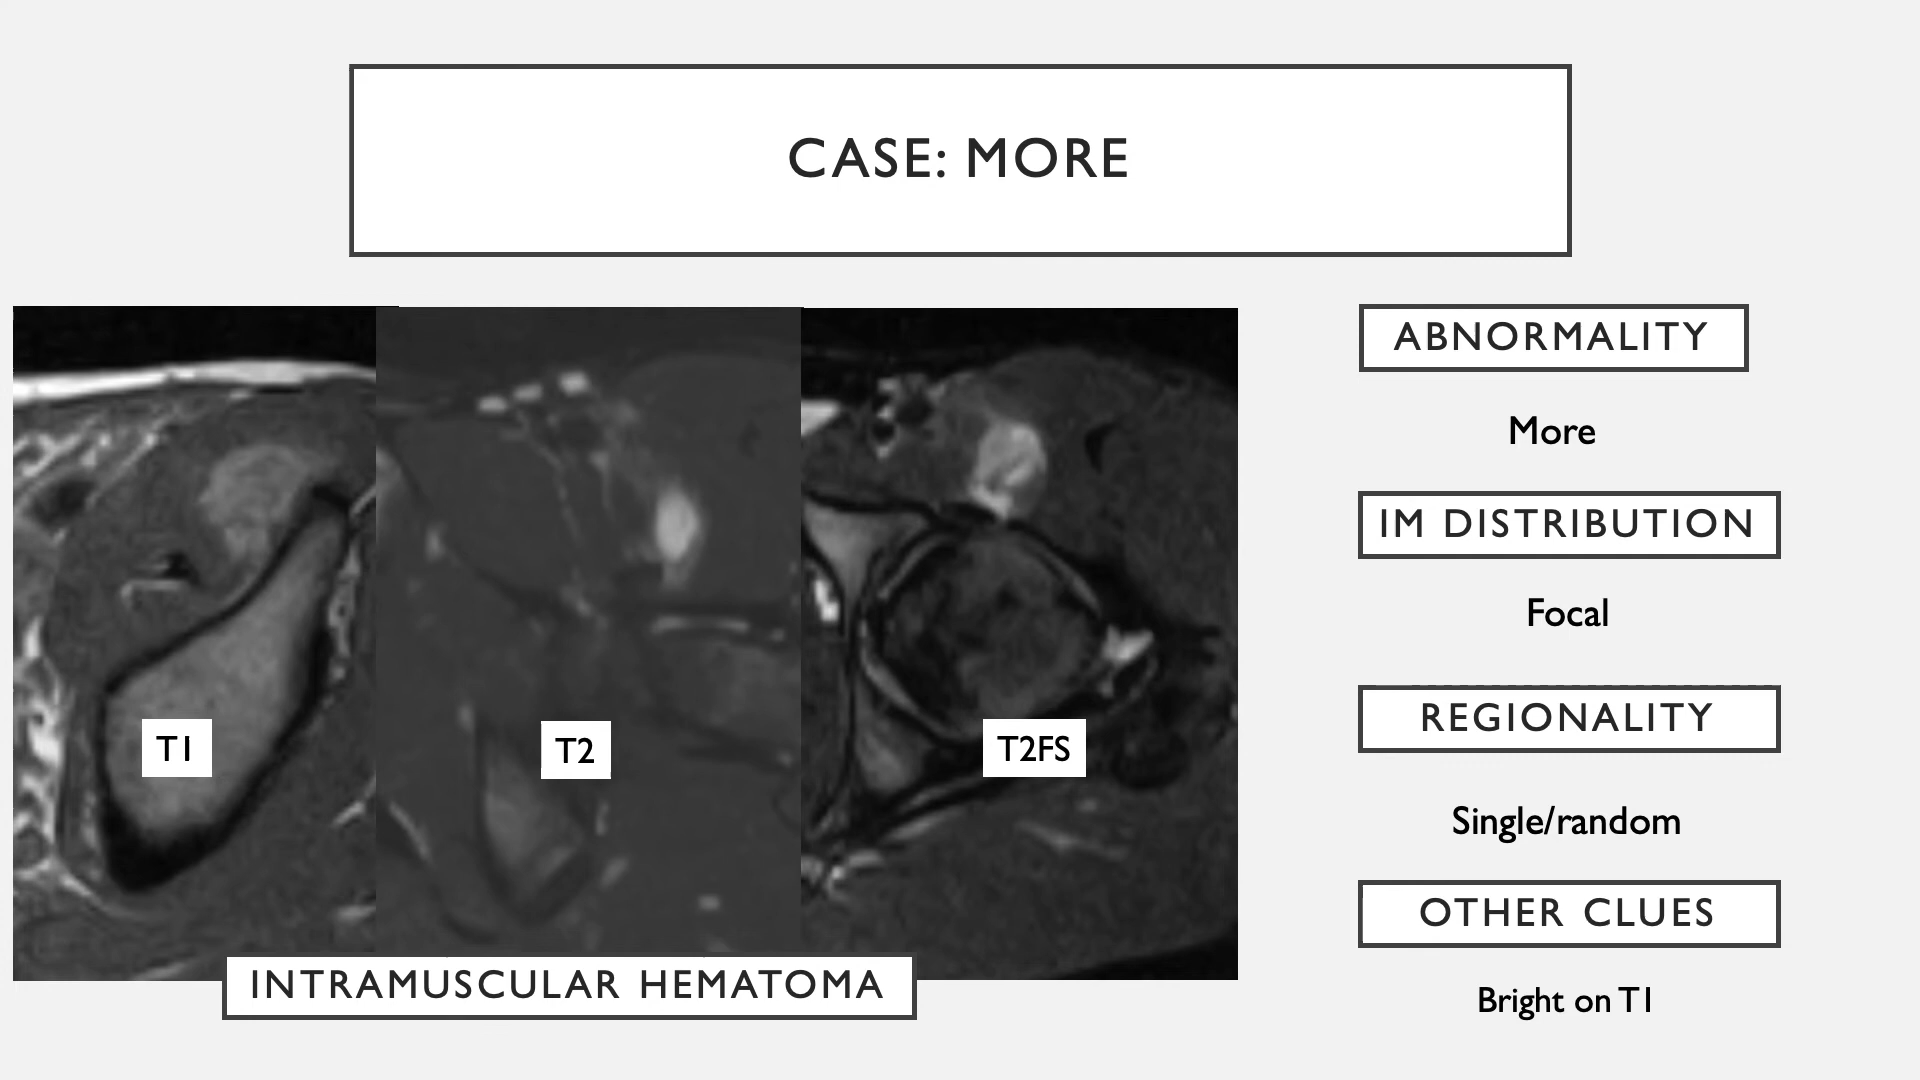 CASE: MORE
T1
T2
T2FS
INTRAMUSCULAR HEMATOMA
ABNORMALITY
More
IM DISTRIBUTION
Focal
REGIONALITY
Single/random
OTHER CLUES
Bright on T1